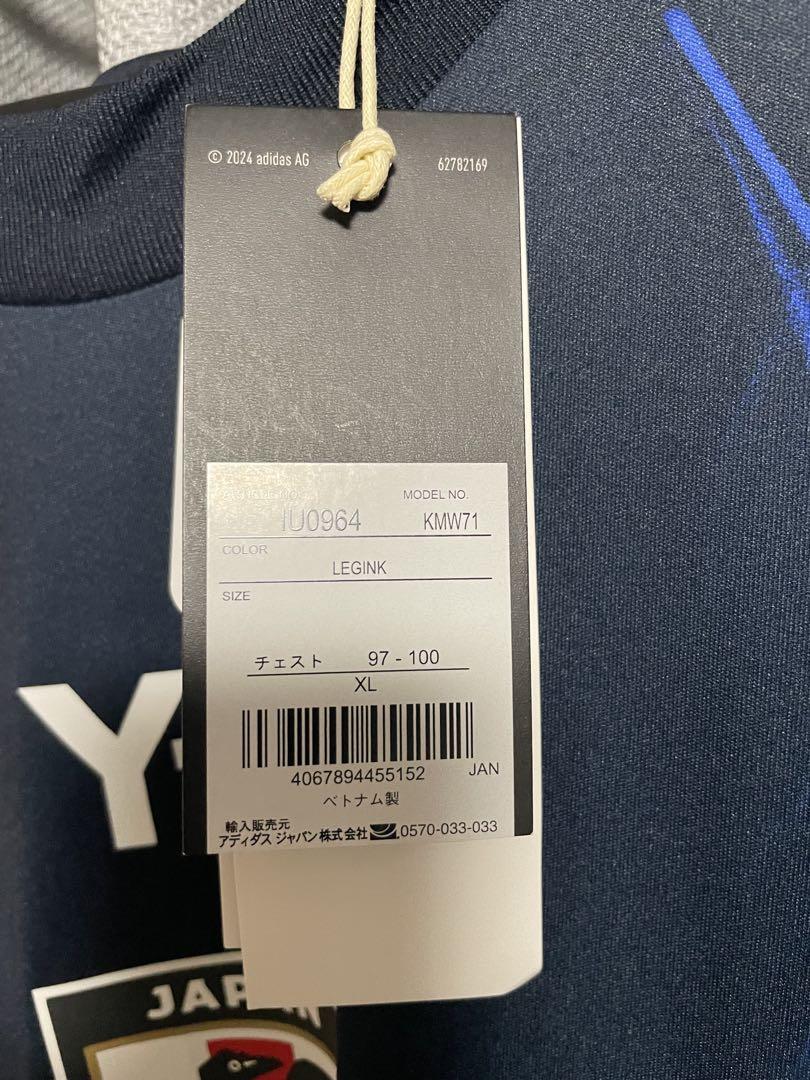 © 2024 adidas AG
62782169
ARTICLE NO. MODEL NO.
IU0964 KMW71
COLOR
LEGINK
SIZE
チェスト 97 - 100
XL
4067894455152 JAN
ベトナム製
輸入販売元
アディダス ジャパン株式会社 0570-033-033
Y
JAPAN